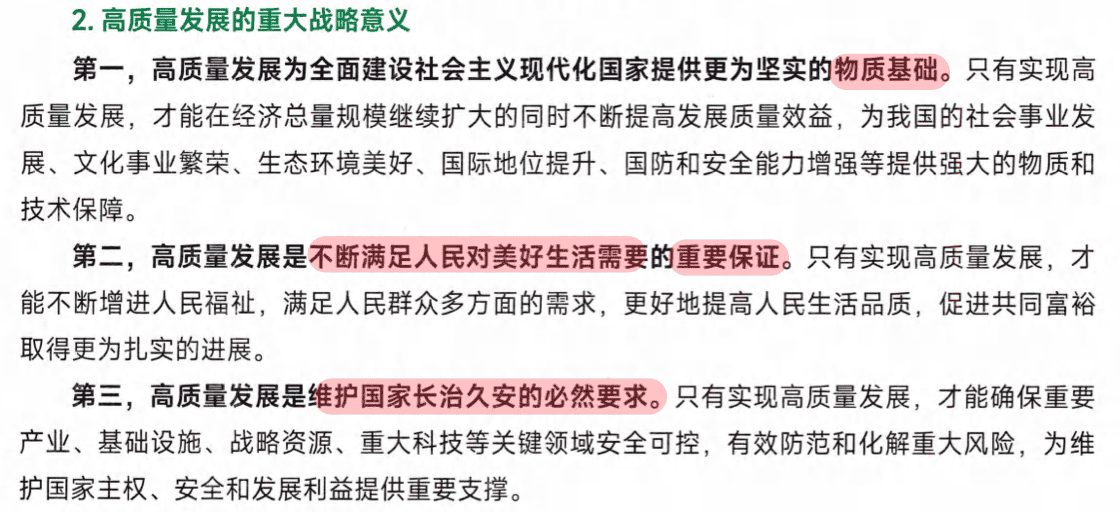 2. 高质量发展的重大战略意义
第一，高质量发展为全面建设社会主义现代化国家提供更为坚实的物质基础。只有实现高
质量发展，才能在经济总量规模继续扩大的同时不断提高发展质量效益，为我国的社会事业发
展、文化事业繁荣、生态环境美好、国际地位提升、国防和安全能力增强等提供强大的物质和
技术保障。
第二，高质量发展是不断满足人民对美好生活需要的重要保证。只有实现高质量发展，才
能不断增进人民福祉，满足人民群众多方面的需求，更好地提高人民生活品质，促进共同富裕
取得更为扎实的进展。
第三，高质量发展是维护国家长治久安的必然要求。只有实现高质量发展，才能确保重要
产业、基础设施、战略资源、重大科技等关键领域安全可控，有效防范和化解重大风险，为维
护国家主权、安全和发展利益提供重要支撑。